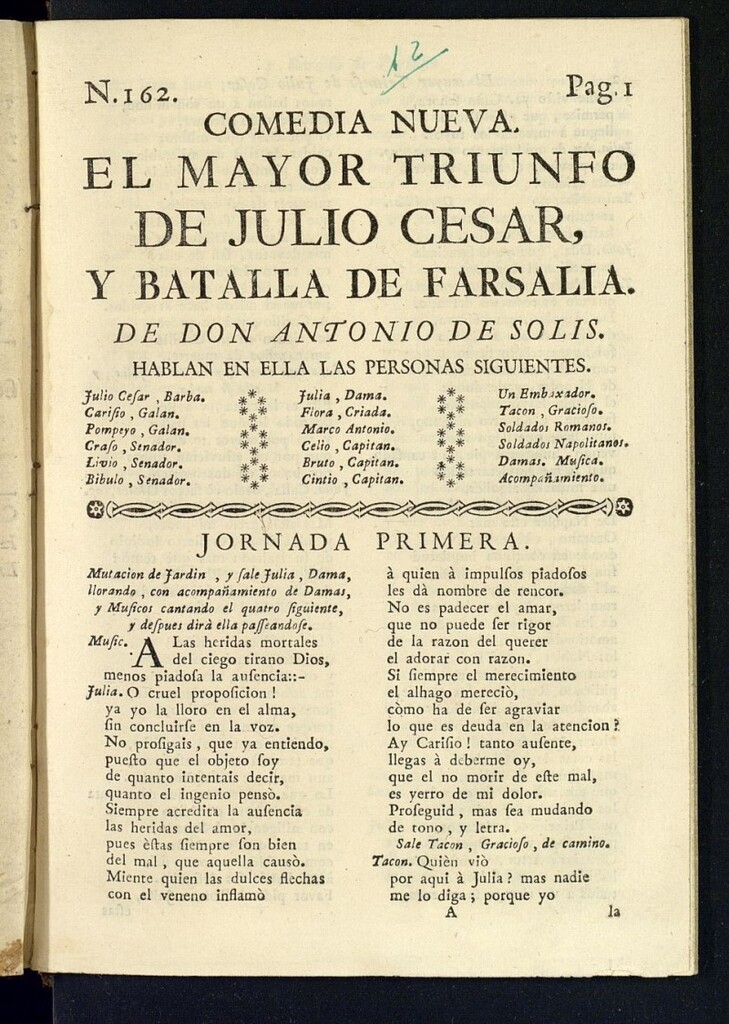 12
N.162. Pag.1
COMEDIA NUEVA.
EL MAYOR TRIUNFO
DE JULIO CESAR,
Y BATALLA DE FARSALIA.
DE DON ANTONIO DE SOLIS.
HABLAN EN ELLA LAS PERSONAS SIGUIENTES.
Julio Cesar, Barba.
Cariſio, Galan.
Pompeyo, Galan.
Craſo, Senador.
Livio, Senador.
Bibulo, Senador.
Julia, Dama.
Flora, Criada.
Marco Antonio.
Celio, Capitan.
Bruto, Capitan.
Cintio, Capitan.
Un Embaxador.
Tacon, Gracioſo.
Soldados Romanos.
Soldados Napolitanos.
Damas. Muſica.
Acompañamiento.
JORNADA PRIMERA.
Mutacion de Jardin, y ſale Julia, Dama,
llorando, con acompañamiento de Damas,
y Muſicos cantando el quatro ſiguiente,
y deſpues dirà ella paſſeandoſe.
Muſic. A Las heridas mortales
del ciego tirano Dios,
menos piadoſa la auſencia::-
Julia. O cruel propoſicion!
ya yo la lloro en el alma,
ſin concluirſe en la voz.
No proſigais, que ya entiendo,
pueſto que el objeto ſoy
de quanto intentais decir,
quanto el ingenio pensò.
Siempre acredita la auſencia
las heridas del amor,
pues èſtas ſiempre ſon bien
del mal, que aquella causò.
Miente quien las dulces flechas
con el veneno inflamò
à quien à impulſos piadoſos
les dà nombre de rencor.
No es padecer el amar,
que no puede ſer rigor
de la razon del querer
el adorar con razon.
Si ſiempre el merecimiento
el alhago mereciò,
còmo ha de ſer agraviar
lo que es deuda en la atencion?
Ay Cariſio! tanto auſente,
llegas à deberme oy,
que el no morir de eſte mal,
es yerro de mi dolor.
Proſeguid, mas ſea mudando
de tono, y letra.
Sale Tacon, Gracioſo, de camino.
Tacon. Quièn viò
por aqui à Julia? mas nadie
me lo diga; porque yo
A la